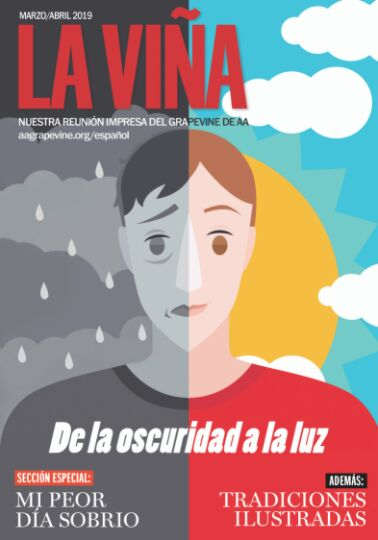 MARZO/ABRIL 2019
LA VIÑA
NUESTRA REUNIÓN IMPRESA DEL GRAPEVINE DE AA
aagrapevine.org/español
De la oscuridad a la luz
SECCIÓN ESPECIAL:
MI PEOR
DÍA SOBRIO
ADEMÁS:
TRADICIONES
ILUSTRADAS